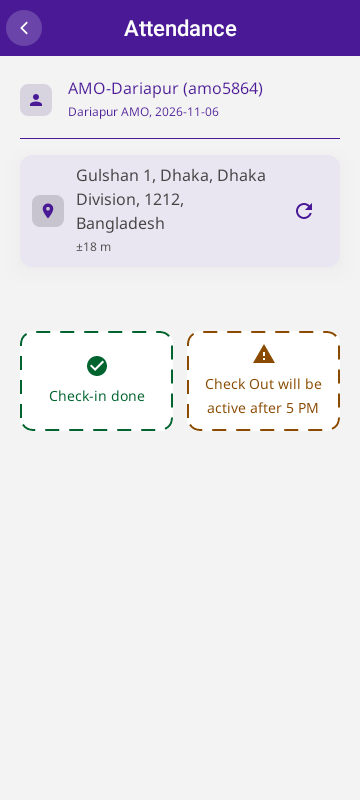 Attendance
AMO-Dariapur (amo5864)
Dariapur AMO, 2026-11-06
Gulshan 1, Dhaka, Dhaka
Division, 1212,
Bangladesh
±18 m
Check-in done
Check Out will be
active after 5 PM